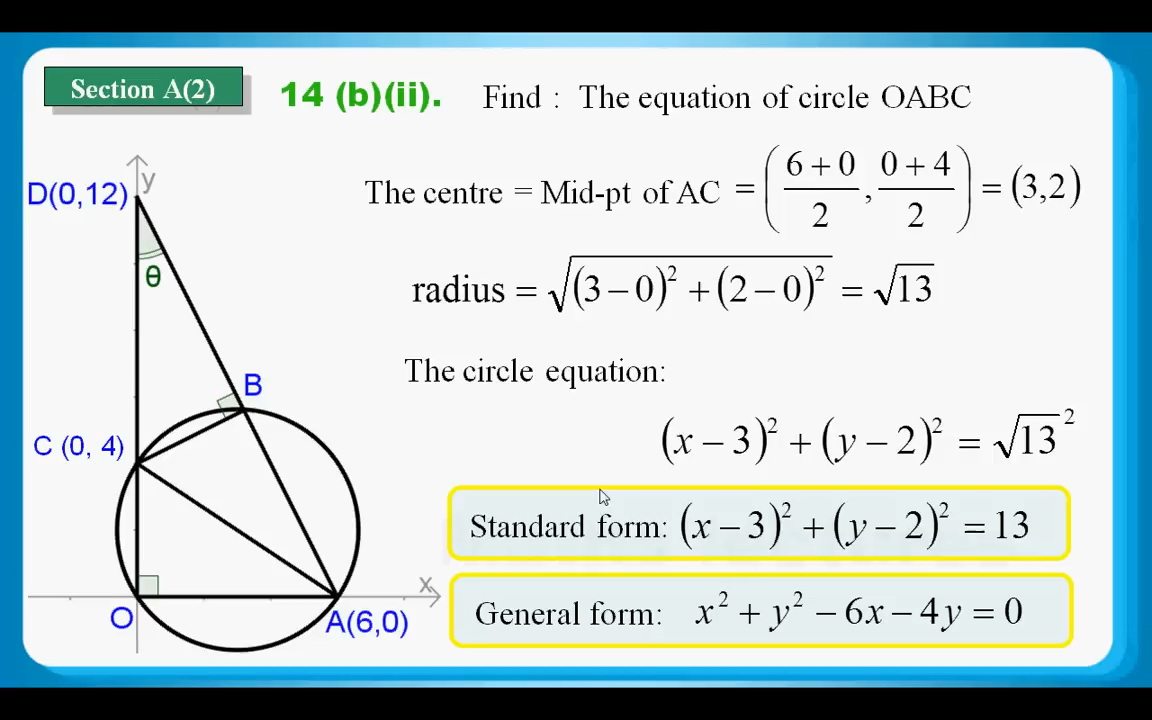 Section A(2)
14 (b)(ii). Find : The equation of circle OABC
The centre = Mid-pt of AC = ( (6 + 0)/2 , (0 + 4)/2 ) = (3,2)
radius = √((3 − 0)² + (2 − 0)²) = √13
The circle equation:
(x − 3)² + (y − 2)² = √13²
Standard form: (x − 3)² + (y − 2)² = 13
General form: x² + y² − 6x − 4y = 0
y
D(0,12)
θ
B
C (0, 4)
x
O
A(6,0)